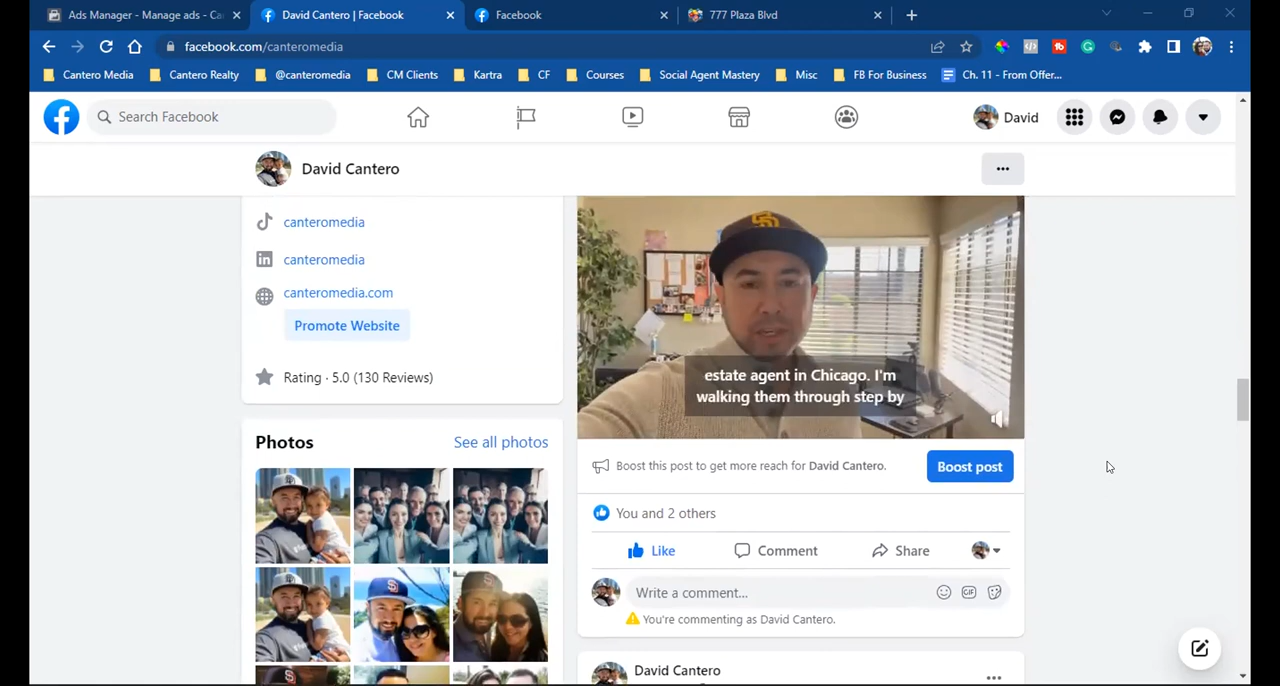 Ads Manager - Manage ads - Ca
David Cantero | Facebook
Facebook
777 Plaza Blvd
facebook.com/canteromedia
Cantero Media
Cantero Realty
@canteromedia
CM Clients
Kartra
CF
Courses
Social Agent Mastery
Misc
FB For Business
Ch. 11 - From Offer...
Search Facebook
David
David Cantero
canteromedia
canteromedia
canteromedia.com
Promote Website
Rating · 5.0 (130 Reviews)
Photos
See all photos
estate agent in Chicago. I'm
walking them through step by
Boost this post to get more reach for David Cantero.
Boost post
You and 2 others
Like
Comment
Share
Write a comment...
GIF
You're commenting as David Cantero.
David Cantero